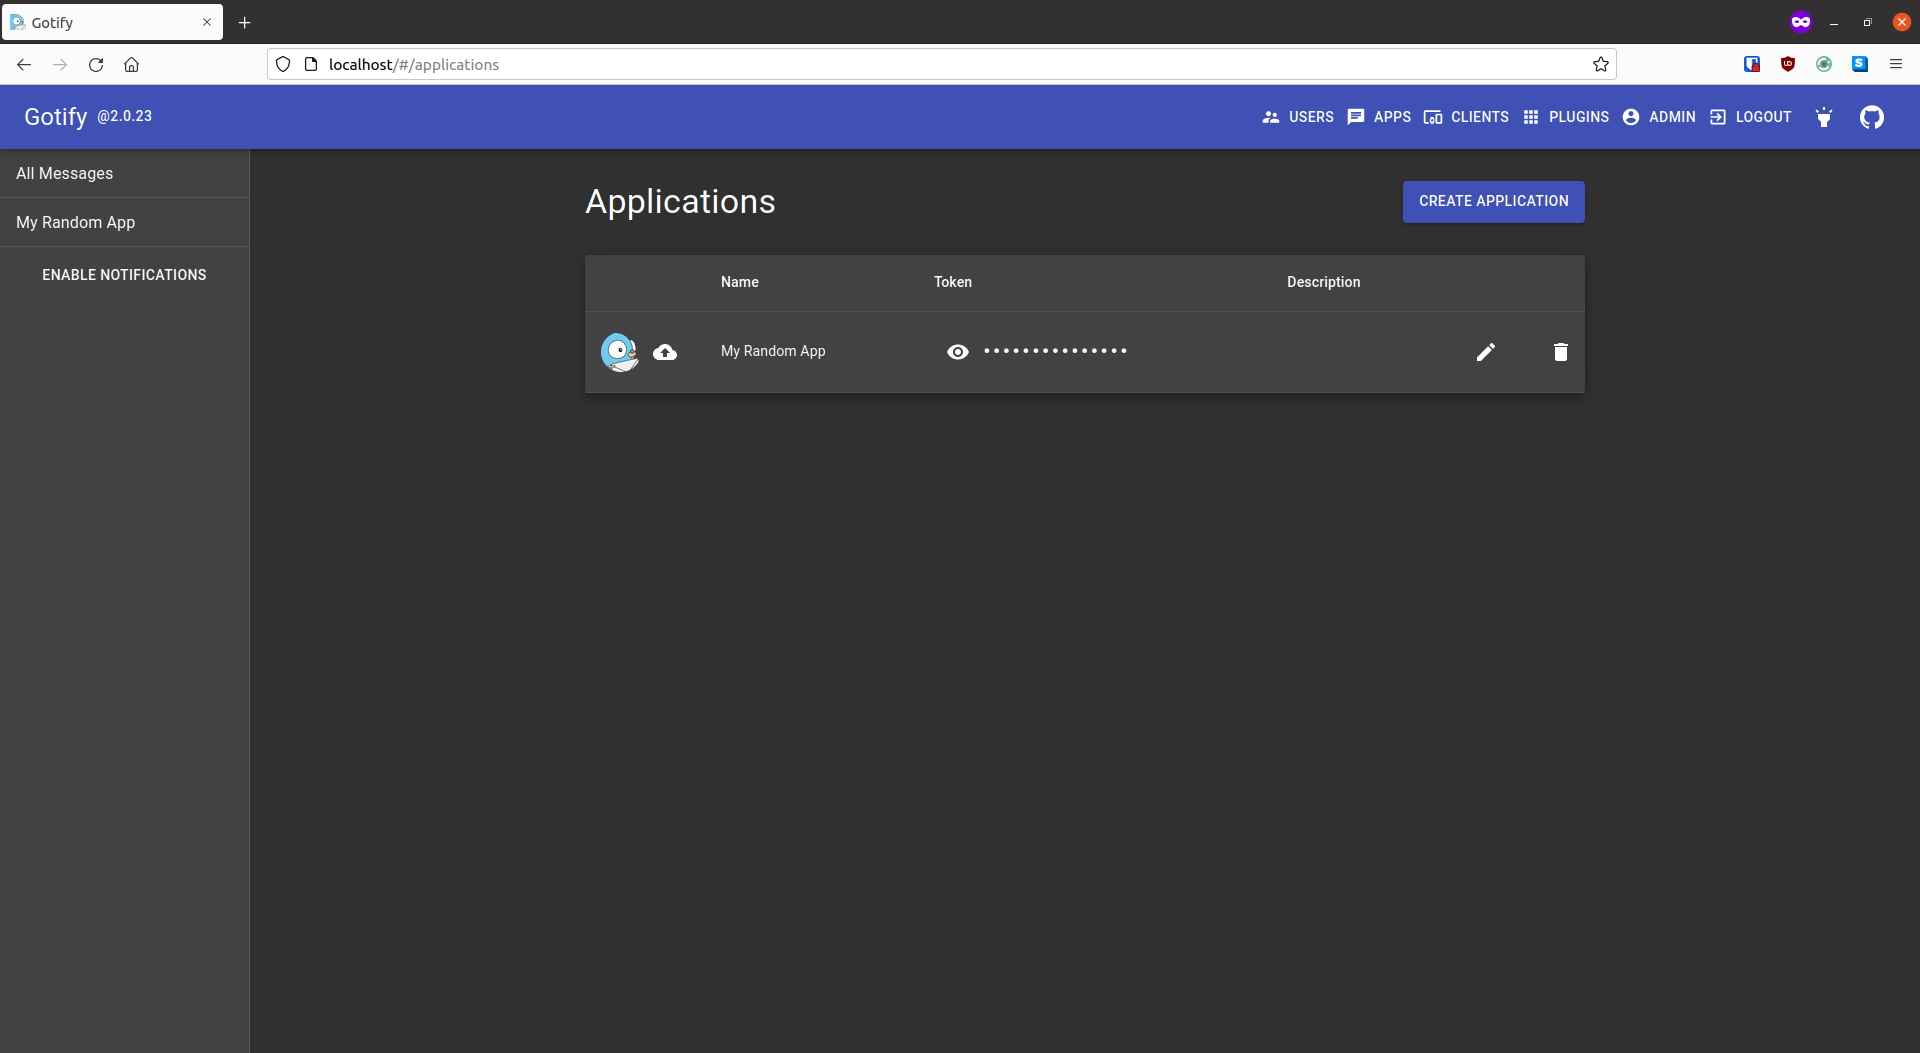 Gotify
localhost/#/applications
Gotify @2.0.23
USERS APPS CLIENTS PLUGINS ADMIN LOGOUT
All Messages
My Random App
ENABLE NOTIFICATIONS
Applications
CREATE APPLICATION
Name Token Description
My Random App •••••••••••••••